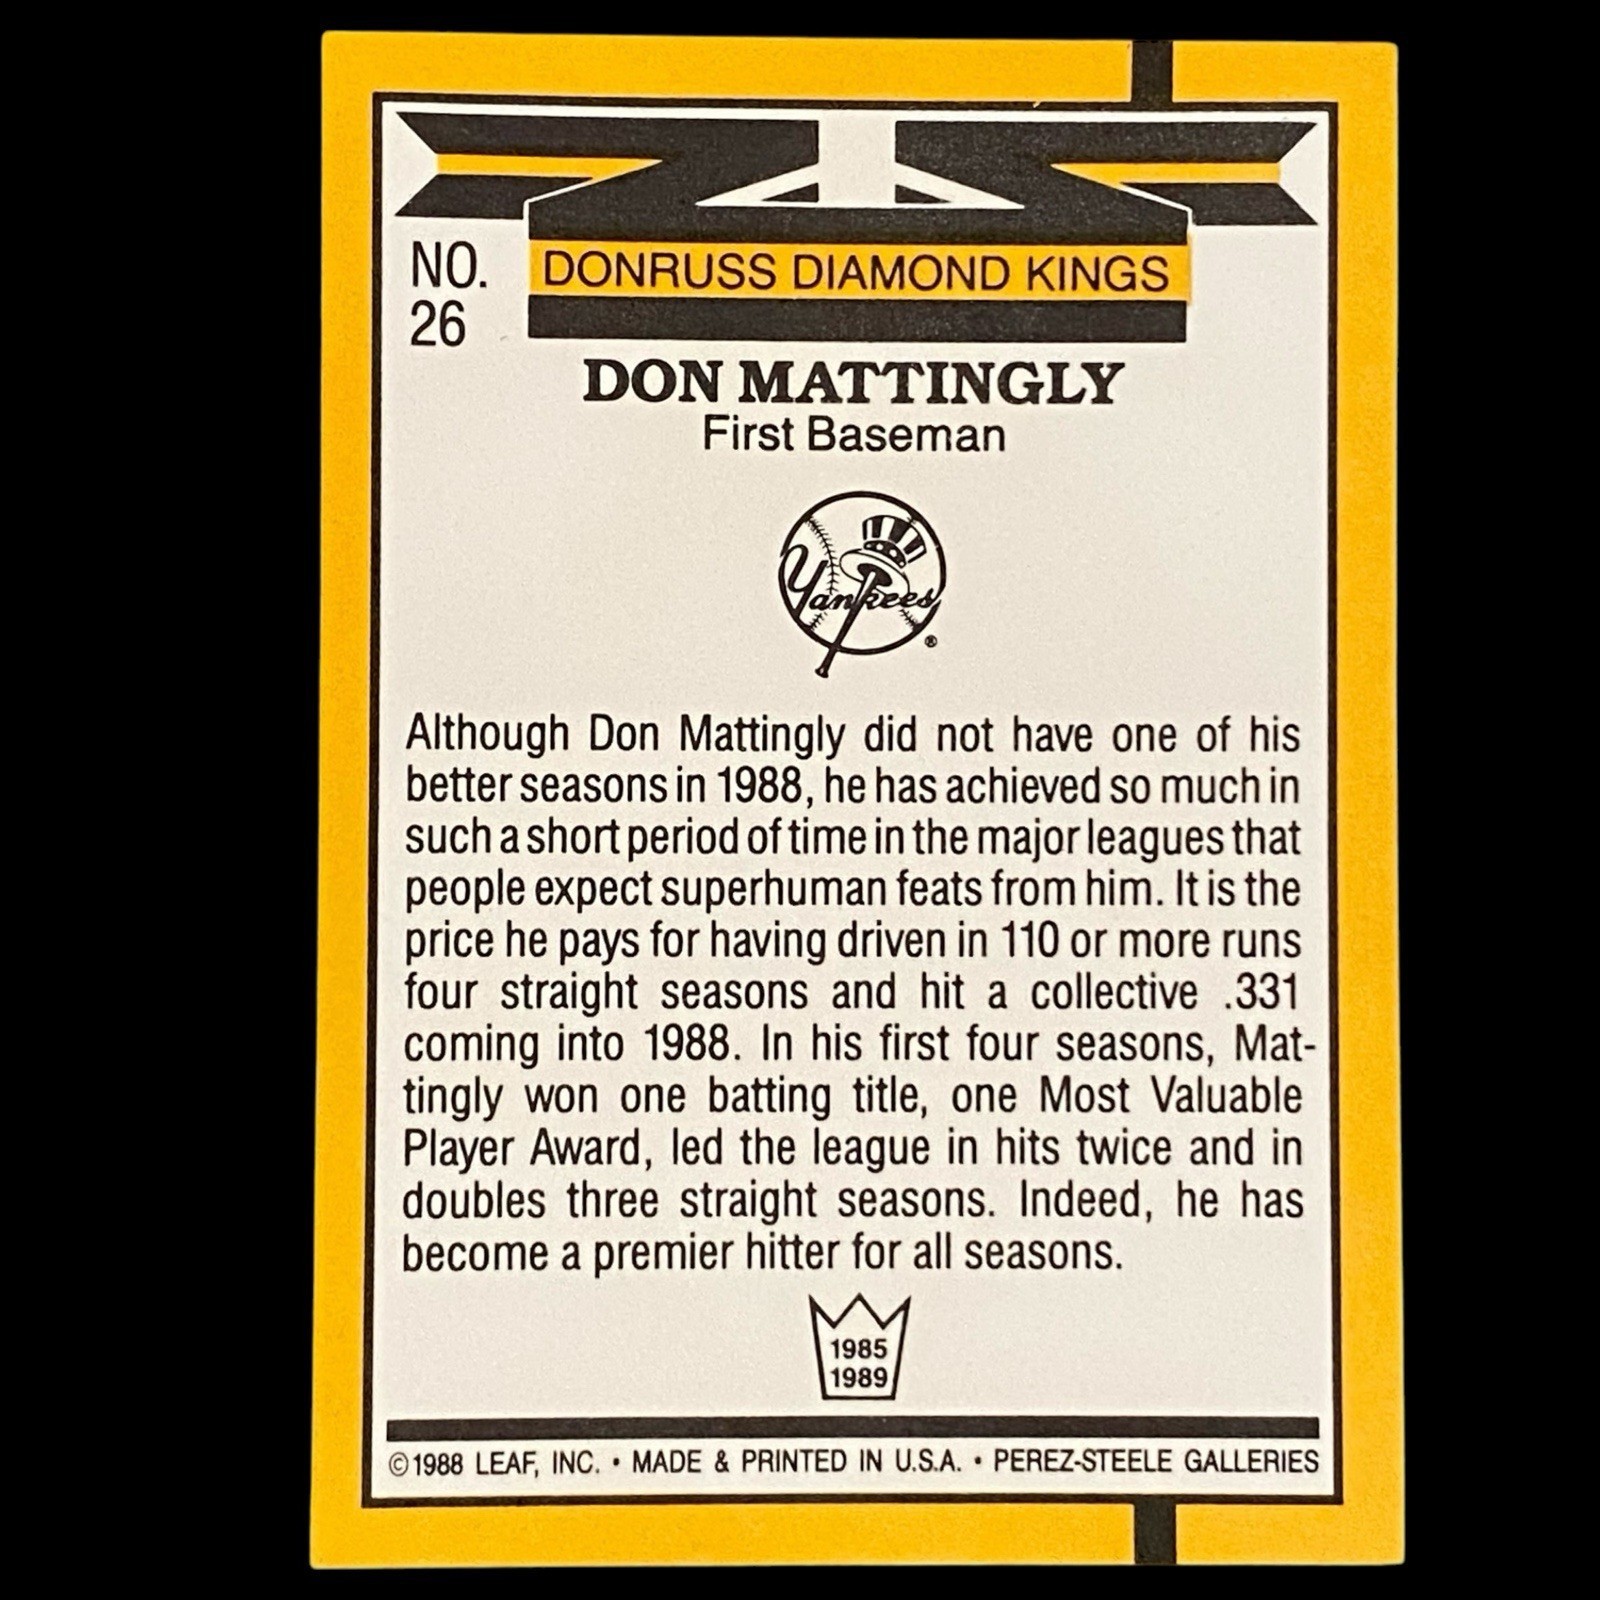 NO.
26
DONRUSS DIAMOND KINGS
DON MATTINGLY
First Baseman
Yankees
®
Although Don Mattingly did not have one of his
better seasons in 1988, he has achieved so much in
such a short period of time in the major leagues that
people expect superhuman feats from him. It is the
price he pays for having driven in 110 or more runs
four straight seasons and hit a collective .331
coming into 1988. In his first four seasons, Mat-
tingly won one batting title, one Most Valuable
Player Award, led the league in hits twice and in
doubles three straight seasons. Indeed, he has
become a premier hitter for all seasons.
1985
1989
©1988 LEAF, INC. • MADE & PRINTED IN U.S.A. • PEREZ-STEELE GALLERIES